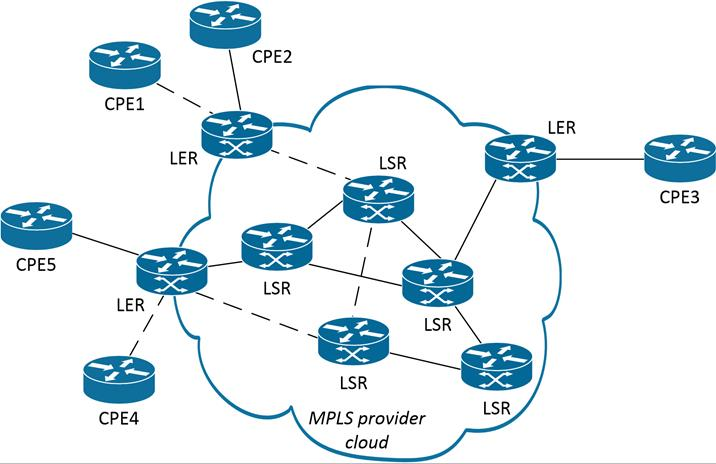 CPE2
CPE1
LER
LER
LSR
CPE3
CPE5
LSR
LER
LSR
LSR
CPE4
LSR
MPLS provider
cloud